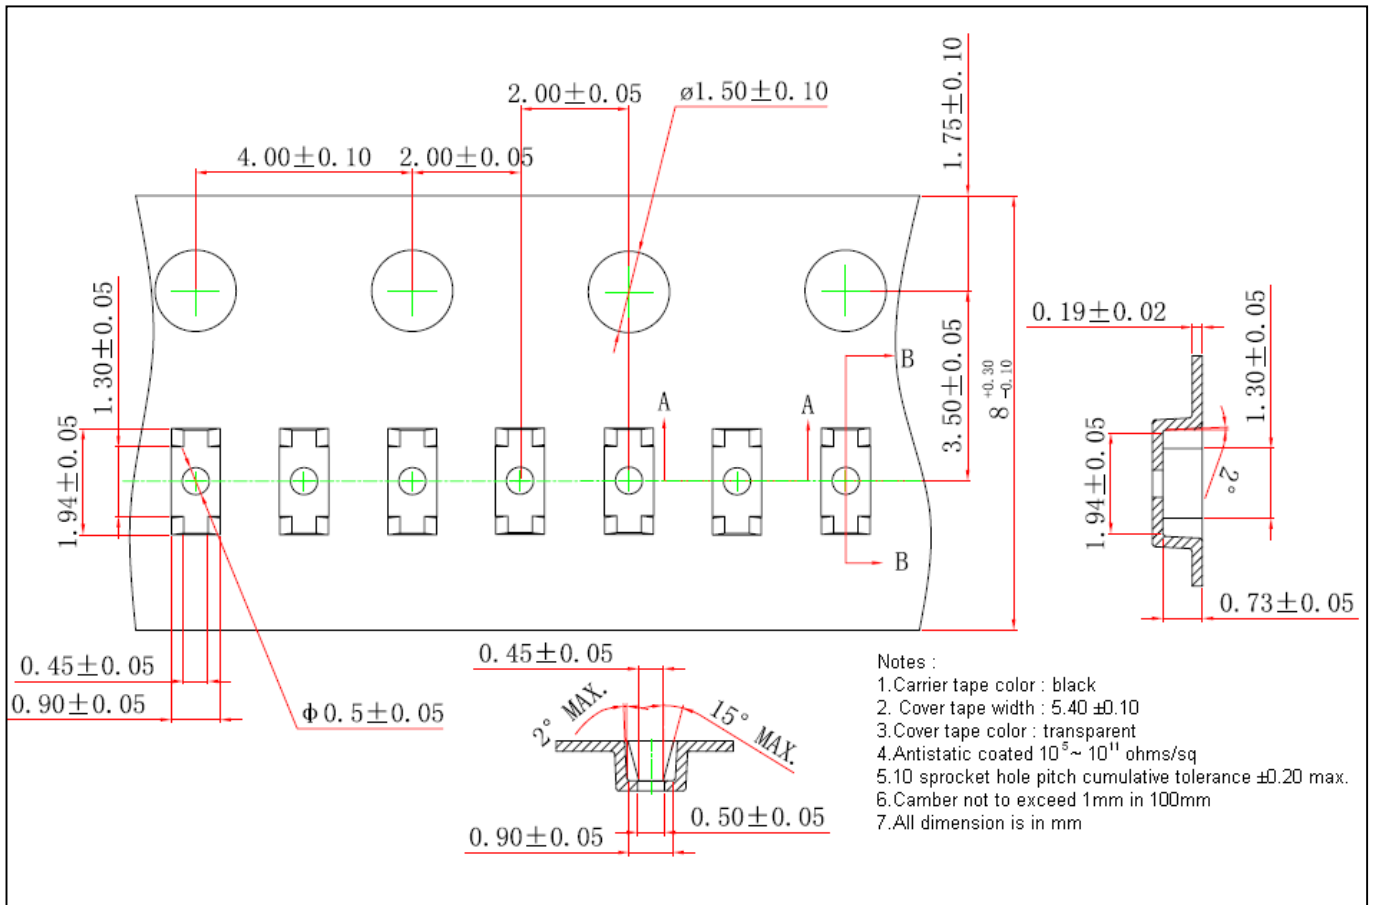 2.00±0.05
ø1.50±0.10
1.75±0.10
4.00±0.10
2.00±0.05
1.30±0.05
1.94±0.05
A
A
B
B
3.50±0.05
8 +0.30 -0.10
0.19±0.02
1.30±0.05
1.94±0.05
2°
0.73±0.05
0.45±0.05
0.90±0.05
Φ0.5±0.05
0.45±0.05
2° MAX.
15° MAX.
0.50±0.05
0.90±0.05
Notes :
1.Carrier tape color : black
2. Cover tape width : 5.40 ±0.10
3.Cover tape color : transparent
4.Antistatic coated 10⁵~ 10¹¹ ohms/sq
5.10 sprocket hole pitch cumulative tolerance ±0.20 max.
6.Camber not to exceed 1mm in 100mm
7.All dimension is in mm